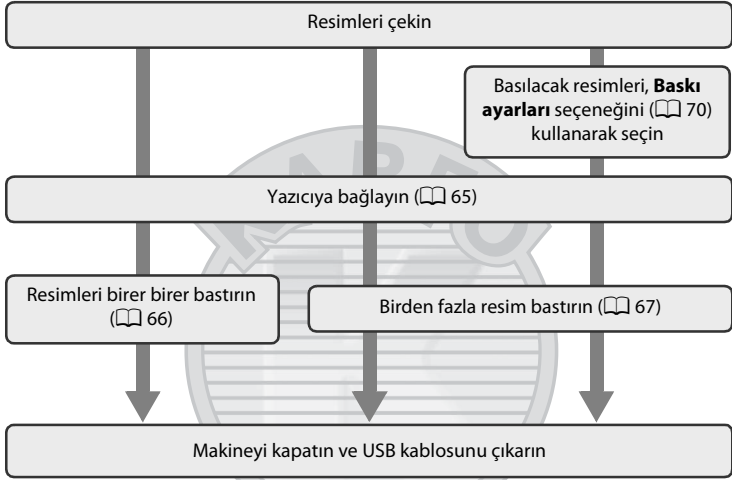 Resimleri çekin
Basılacak resimleri, Baskı
ayarları seçeneğini (70)
kullanarak seçin
Yazıcıya bağlayın (65)
Resimleri birer birer bastırın
(66)
Birden fazla resim bastırın (67)
Makineyi kapatın ve USB kablosunu çıkarın
KARFO